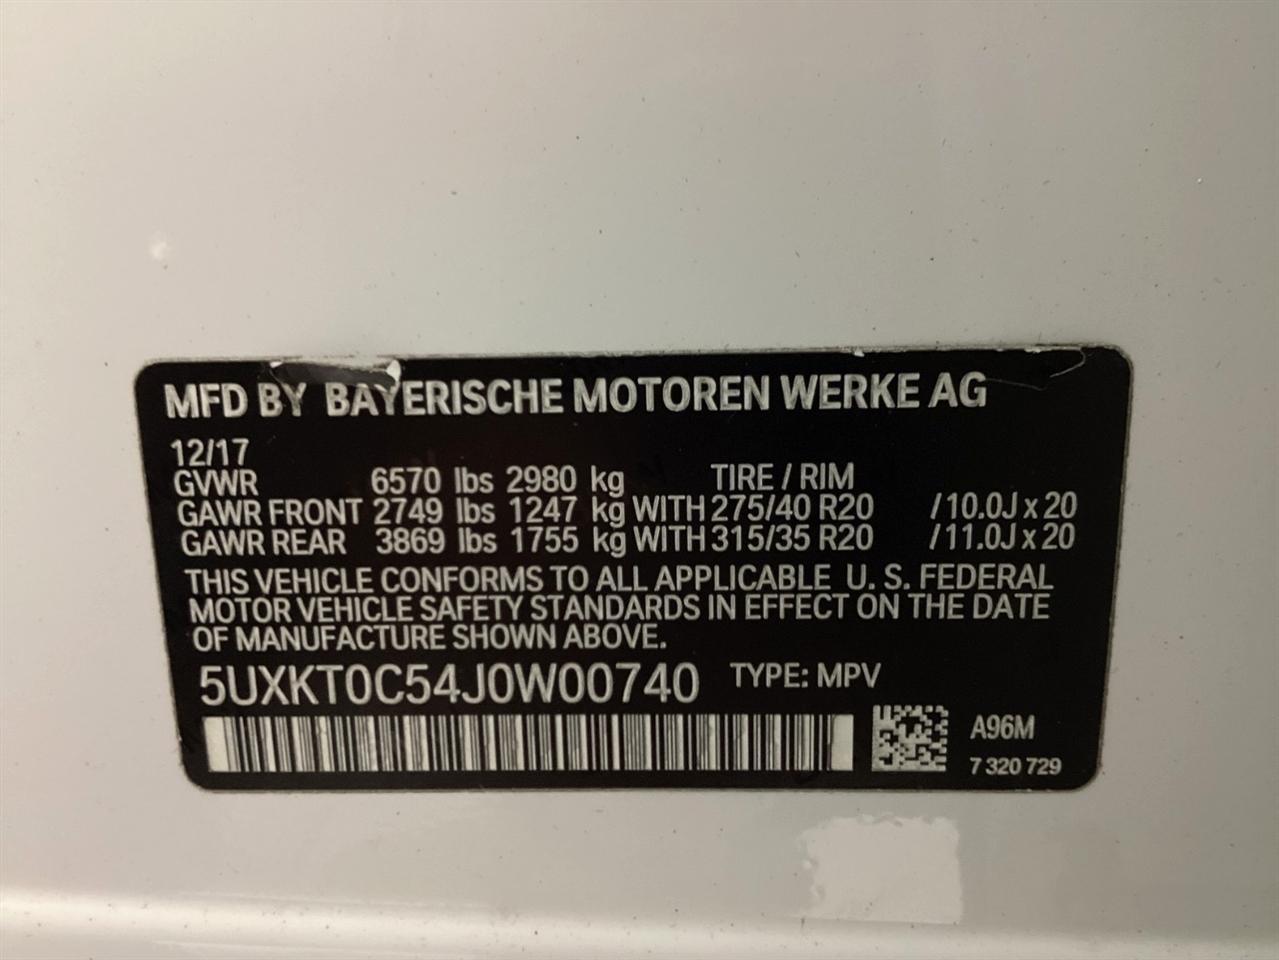 MFD BY BAYERISCHE MOTOREN WERKE AG
12/17
GVWR 6570 lbs 2980 kg TIRE / RIM
GAWR FRONT 2749 lbs 1247 kg WITH 275/40 R20 / 10.0J x 20
GAWR REAR 3869 lbs 1755 kg WITH 315/35 R20 / 11.0J x 20
THIS VEHICLE CONFORMS TO ALL APPLICABLE U. S. FEDERAL
MOTOR VEHICLE SAFETY STANDARDS IN EFFECT ON THE DATE
OF MANUFACTURE SHOWN ABOVE.
5UXKT0C54J0W00740 TYPE: MPV
A96M
7 320 729